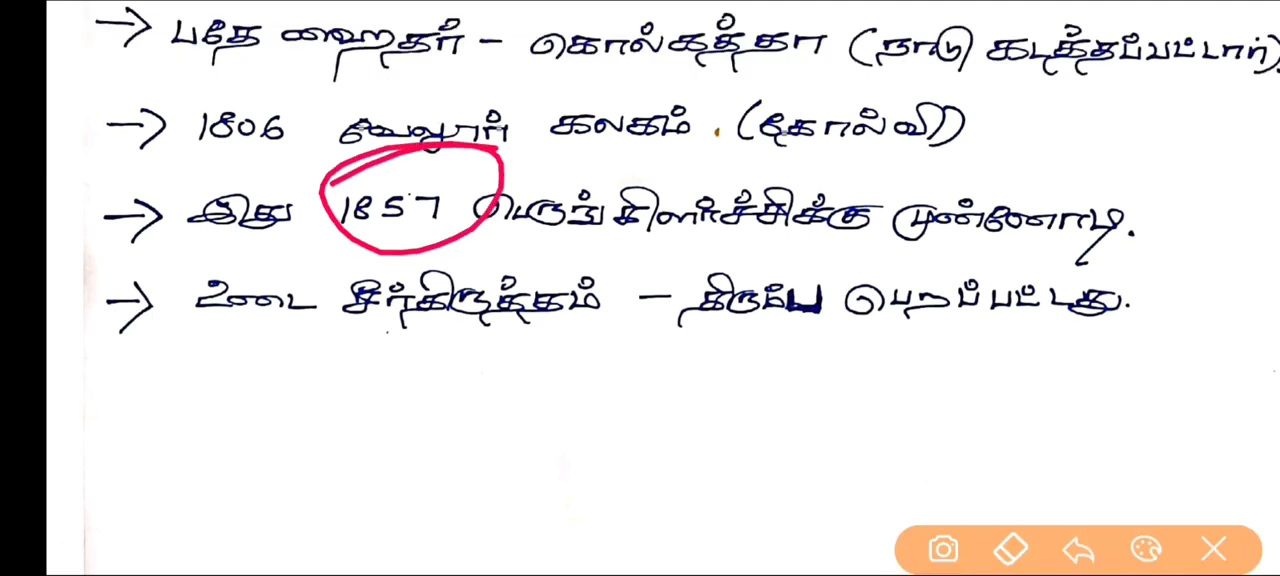 → பதே ஹைதர் - கொல்கத்தா (நாடு கடத்தப்பட்டார்).
→ 1806 வேலூர் கலகம். (தோல்வி)
→ இது 1857 பெருங்கிளர்ச்சிக்கு முன்னோடி.
→ உடை சீர்திருத்தம் - திரும்ப பெறப்பட்டது.